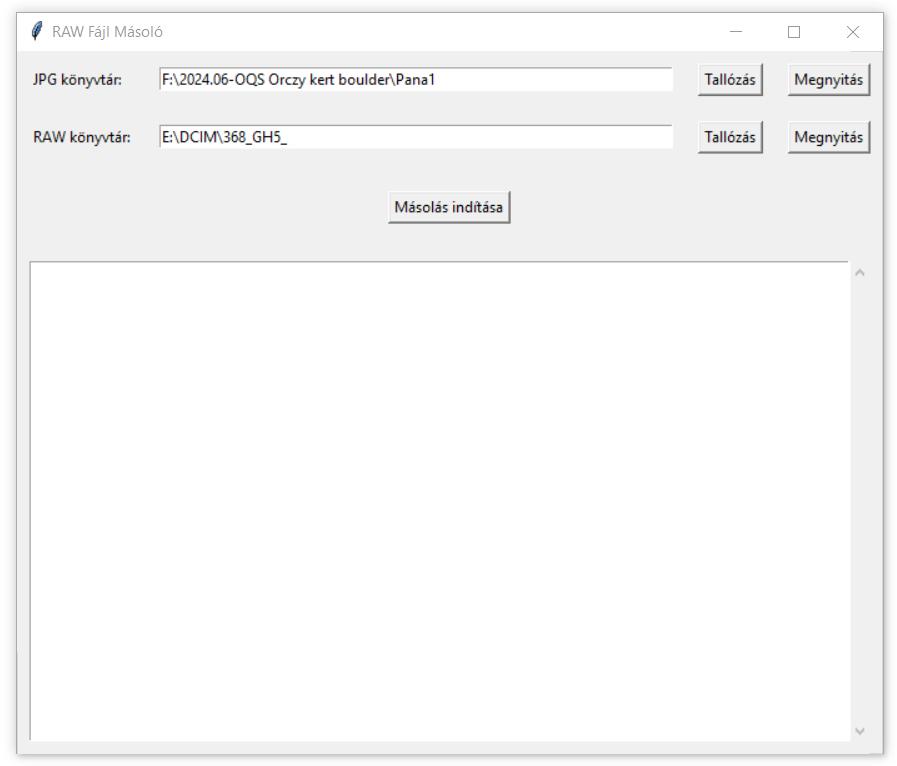 RAW Fájl Másoló
JPG könyvtár: F:\2024.06-OQS Orczy kert boulder\Pana1 Tallózás Megnyitás
RAW könyvtár: E:\DCIM\368_GH5_ Tallózás Megnyitás
Másolás indítása